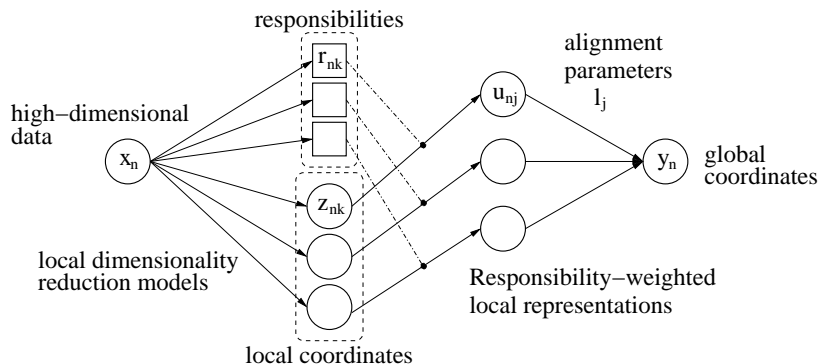 responsibilities
r_nk
high−dimensional
data
x_n
z_nk
local dimensionality
reduction models
local coordinates
u_nj
alignment
parameters
l_j
y_n
global
coordinates
Responsibility−weighted
local representations